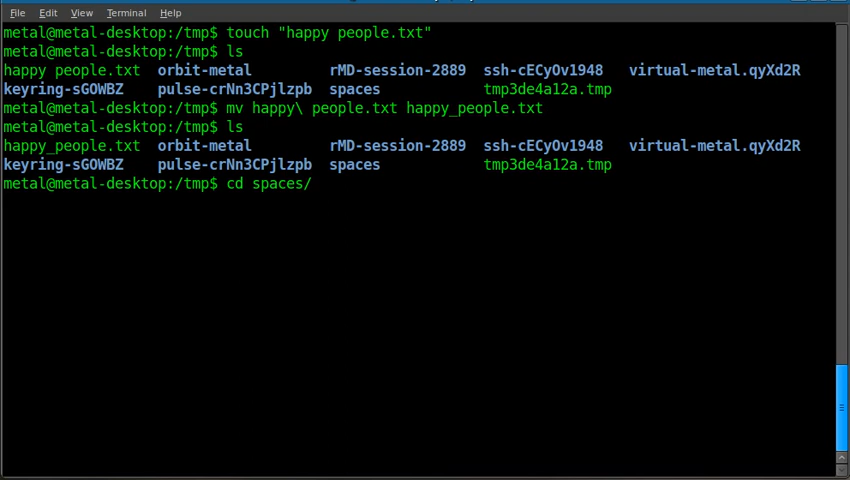 File Edit View Terminal Help
metal@metal-desktop:/tmp$ touch "happy people.txt"
metal@metal-desktop:/tmp$ ls
happy people.txt orbit-metal rMD-session-2889 ssh-cECyOv1948 virtual-metal.qyXd2R
keyring-sGOWBZ pulse-crNn3CPjlzpb spaces tmp3de4a12a.tmp
metal@metal-desktop:/tmp$ mv happy\ people.txt happy_people.txt
metal@metal-desktop:/tmp$ ls
happy_people.txt orbit-metal rMD-session-2889 ssh-cECyOv1948 virtual-metal.qyXd2R
keyring-sGOWBZ pulse-crNn3CPjlzpb spaces tmp3de4a12a.tmp
metal@metal-desktop:/tmp$ cd spaces/